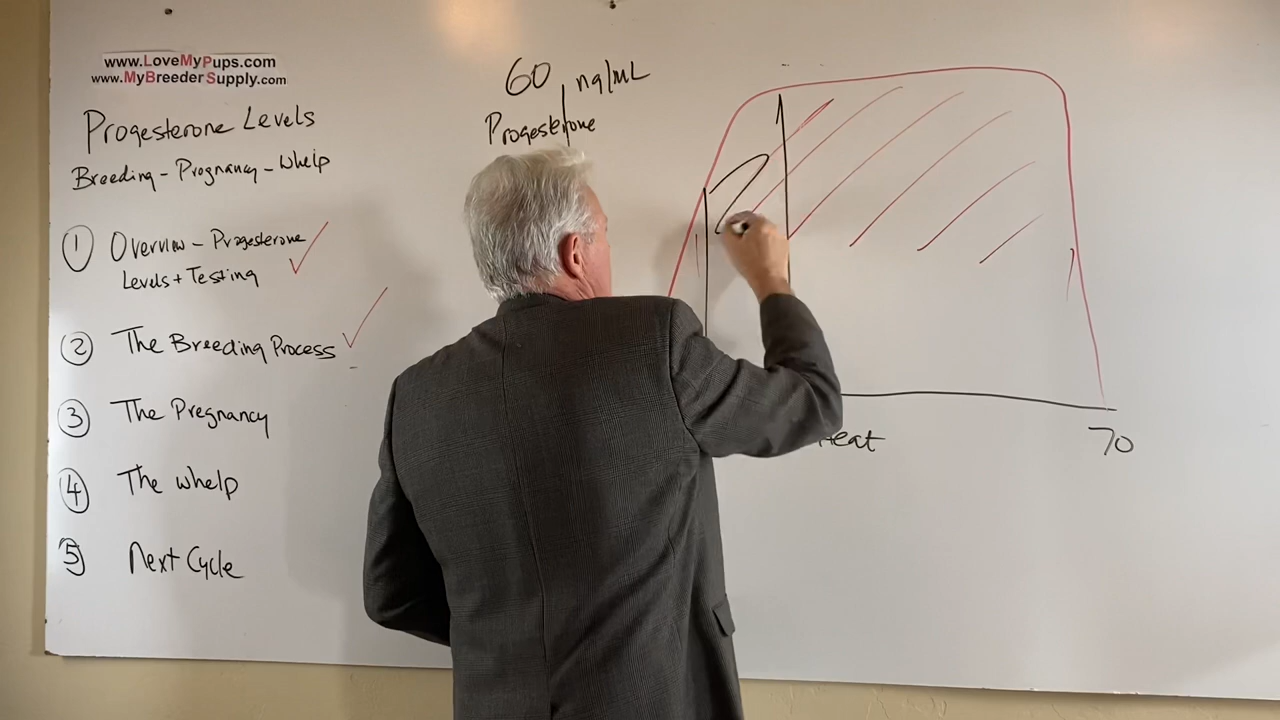 www.LoveMyPups.com
www.MyBreederSupply.com
Progesterone Levels
Breeding - Pregnancy - Whelp
1 Overview - Progesterone
Levels + Testing
2 The Breeding Process
3 The Pregnancy
4 The Whelp
5 Next Cycle
60 ng/mL
Progesterone
70